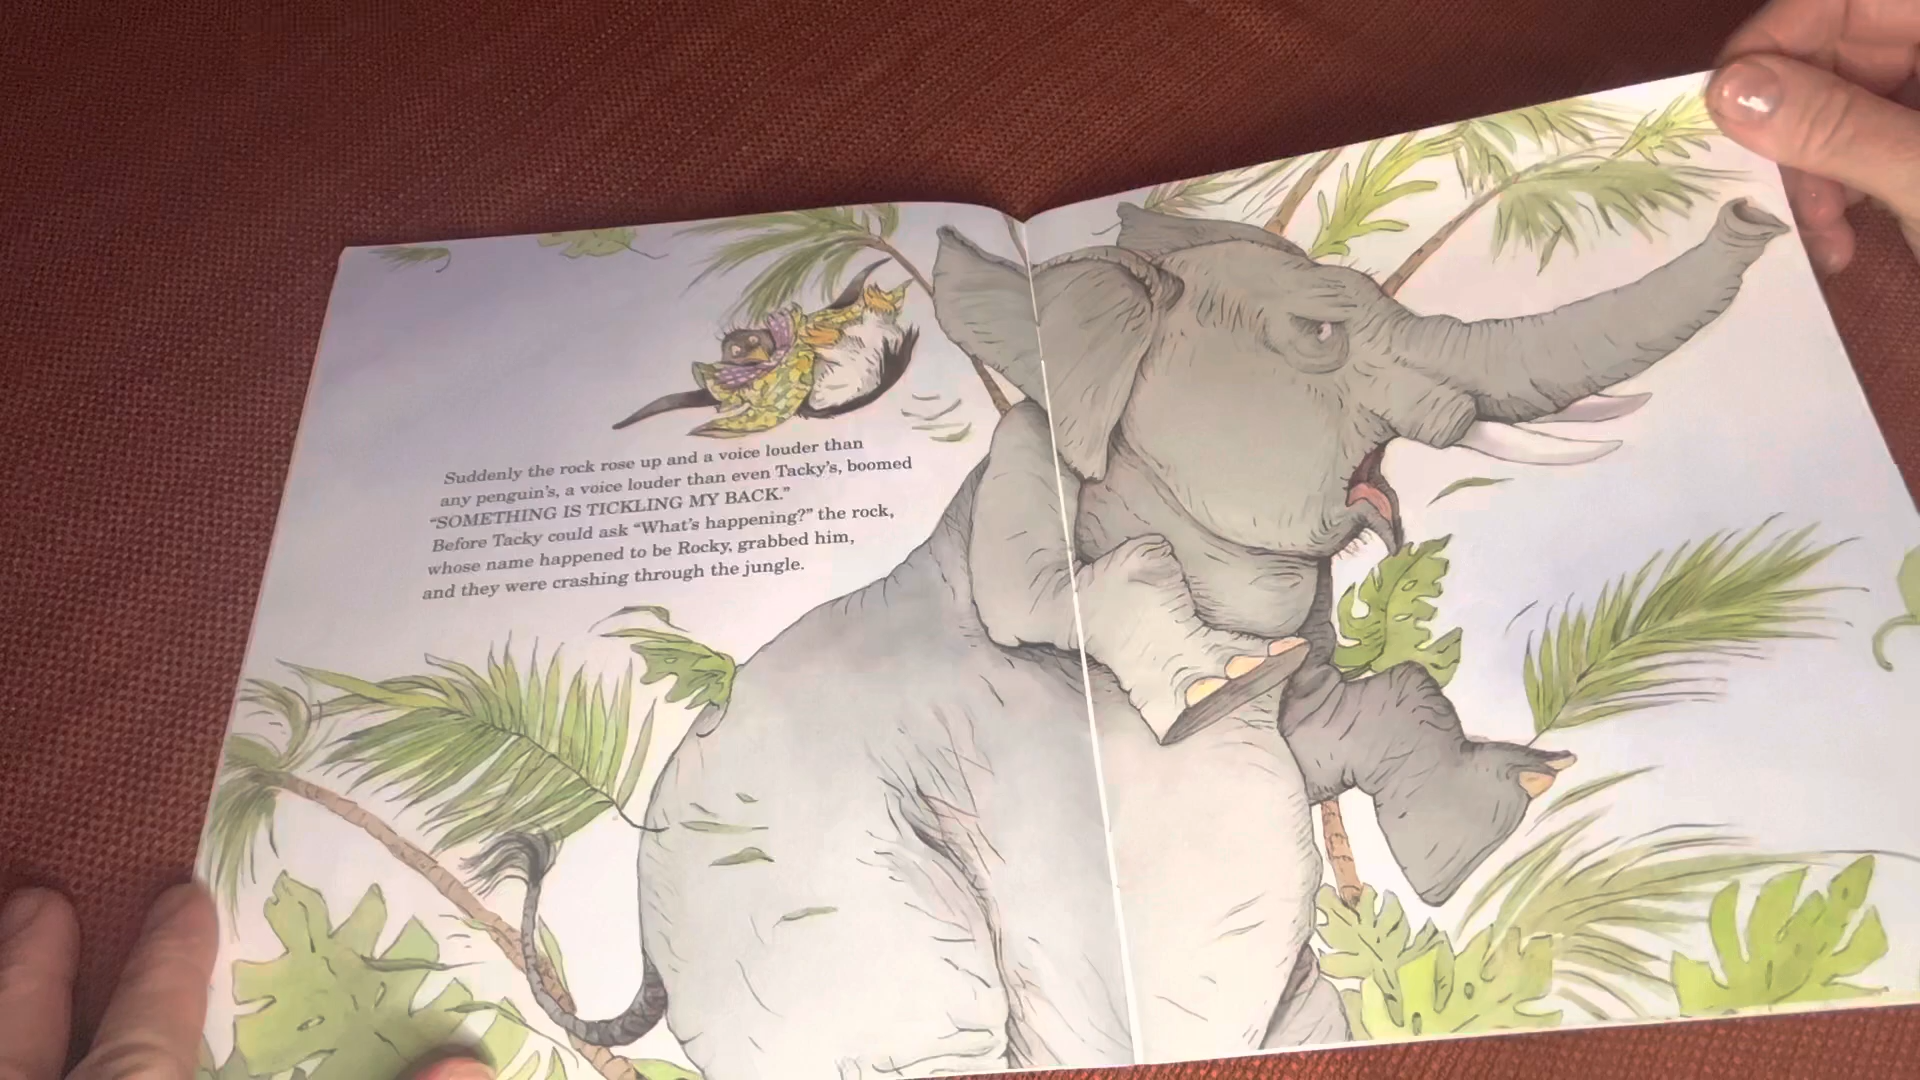 Suddenly the rock rose up and a voice louder than
any penguin's, a voice louder than even Tacky's, boomed
“SOMETHING IS TICKLING MY BACK.”
Before Tacky could ask “What's happening?” the rock,
whose name happened to be Rocky, grabbed him,
and they were crashing through the jungle.